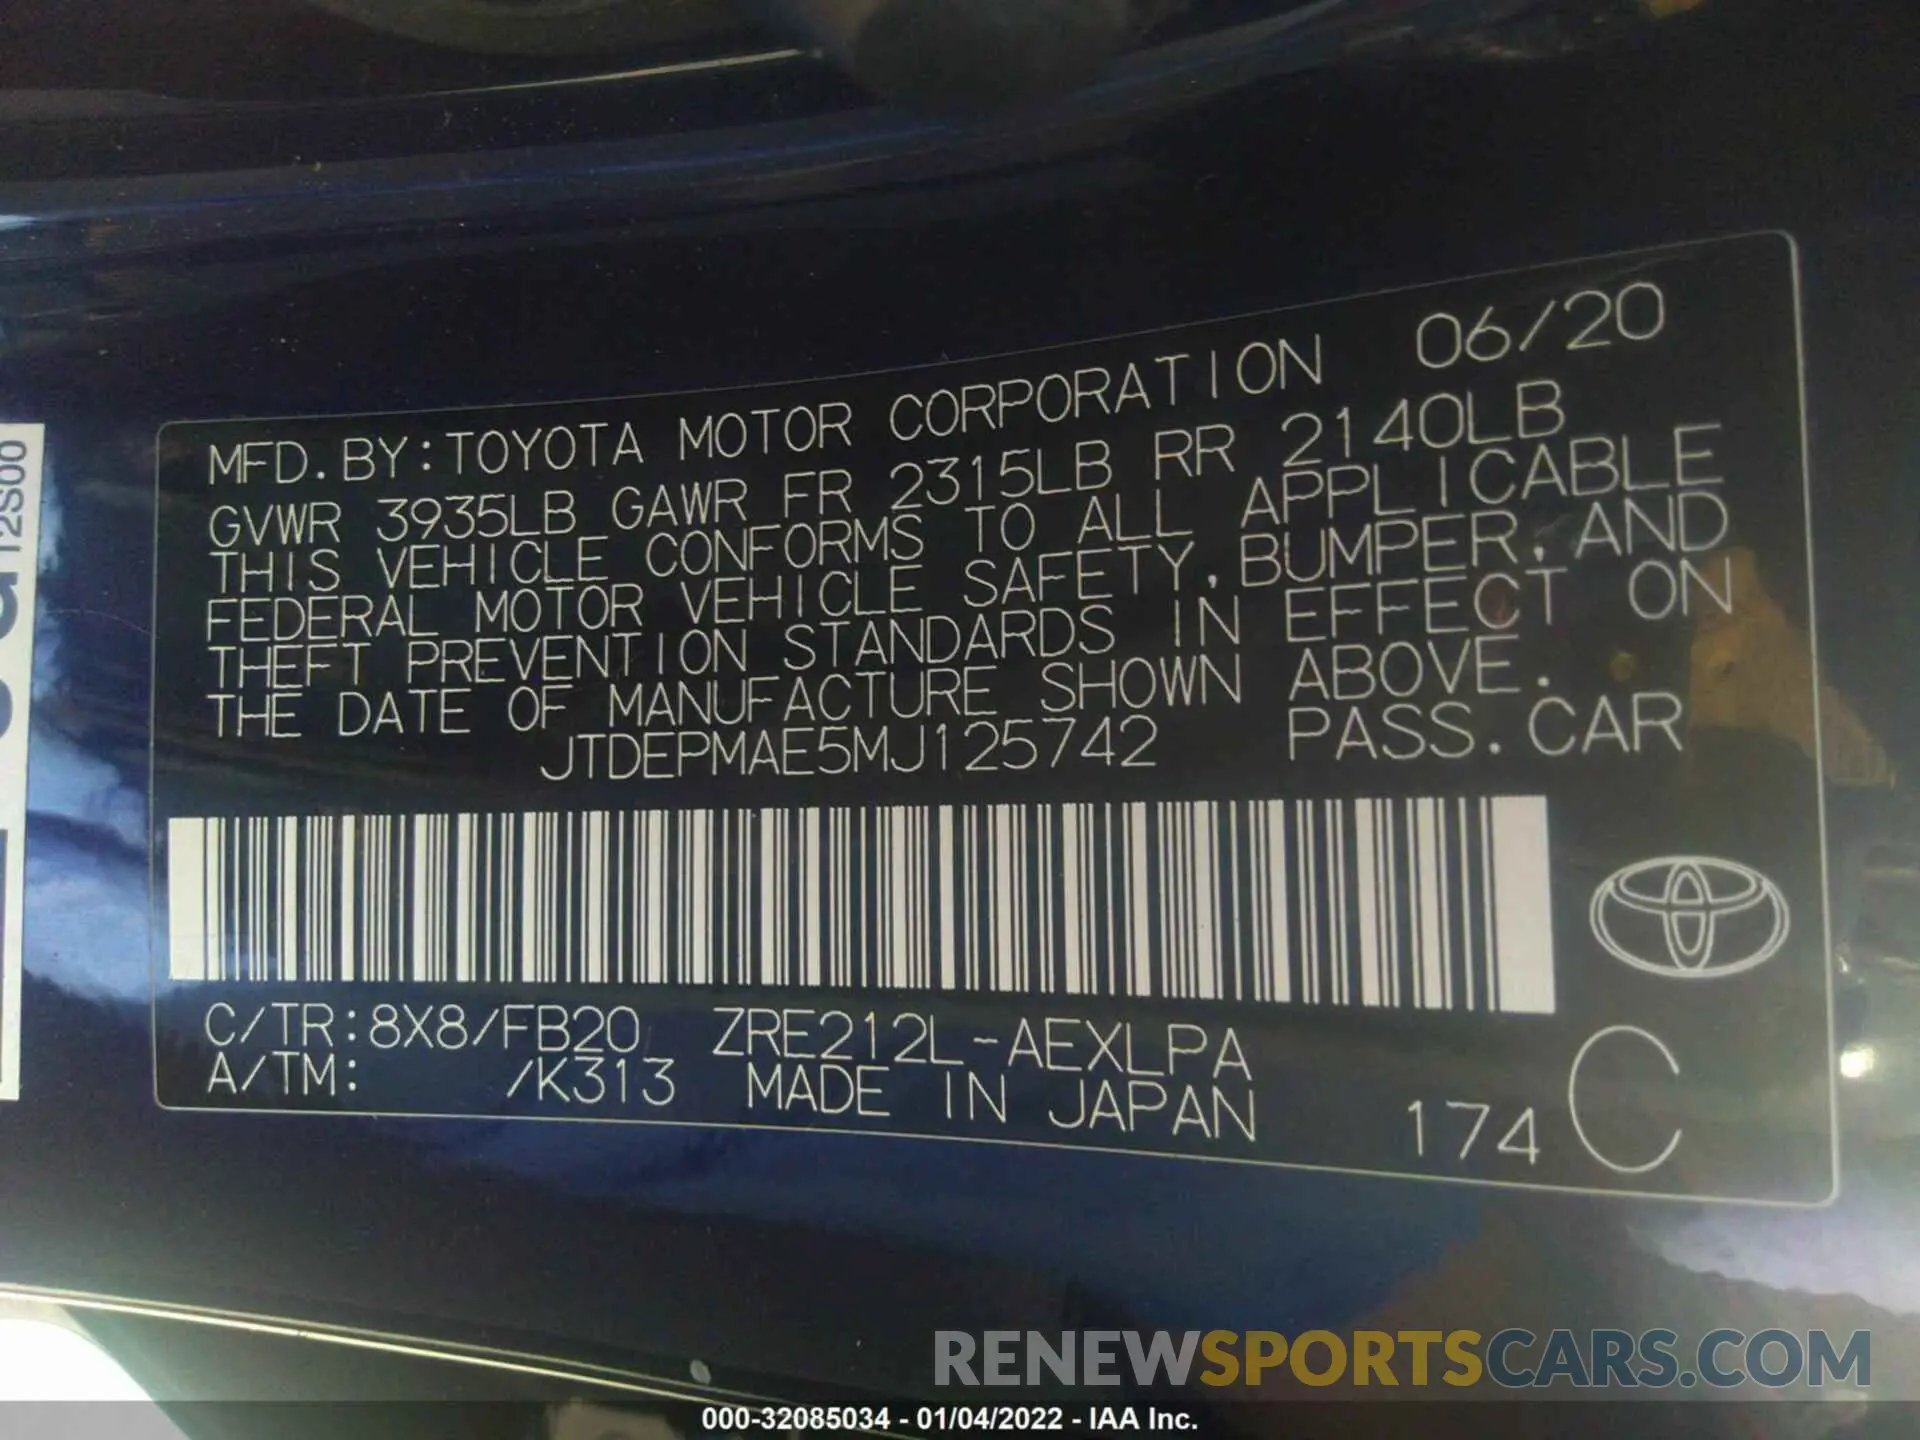 MFD.BY:TOYOTA MOTOR CORPORATION 06/20
GVWR 3935LB GAWR FR 2315LB RR 2140LB
THIS VEHICLE CONFORMS TO ALL APPLICABLE
FEDERAL MOTOR VEHICLE SAFETY, BUMPER, AND
THEFT PREVENTION STANDARDS IN EFFECT ON
THE DATE OF MANUFACTURE SHOWN ABOVE.
JTDEPMAE5MJ125742 PASS.CAR
C/TR:8X8/FB20 ZRE212L-AEXLPA
A/TM: /K313 MADE IN JAPAN
174 C
12S00
RENEWSPORTSCARS.COM
000-32085034 - 01/04/2022 - IAA Inc.